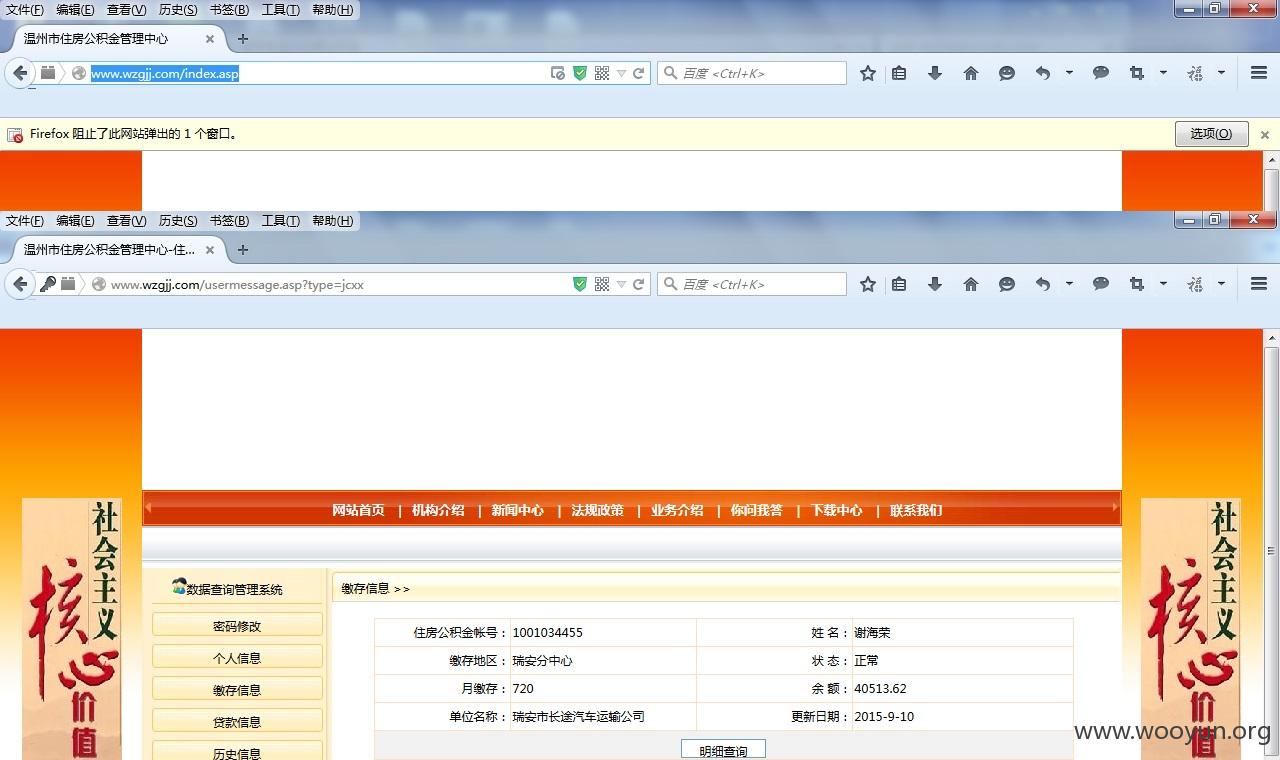 文件(F) 编辑(E) 查看(V) 历史(S) 书签(B) 工具(T) 帮助(H)
温州市住房公积金管理中心
www.wzgjj.com/index.asp
百度 <Ctrl+K>
Firefox 阻止了此网站弹出的 1 个窗口。
选项(O)
文件(F) 编辑(E) 查看(V) 历史(S) 书签(B) 工具(T) 帮助(H)
温州市住房公积金管理中心-住...
www.wzgjj.com/usermessage.asp?type=jcxx
百度 <Ctrl+K>
网站首页 | 机构介绍 | 新闻中心 | 法规政策 | 业务介绍 | 你问我答 | 下载中心 | 联系我们
社会主义
核心价值
社会主义
核心价值
数据查询管理系统
密码修改
个人信息
缴存信息
贷款信息
历史信息
缴存信息 >>
住房公积金帐号： 1001034455 姓 名： 谢海荣
缴存地区： 瑞安分中心 状 态： 正常
月缴存： 720 余 额： 40513.62
单位名称： 瑞安市长途汽车运输公司 更新日期： 2015-9-10
明细查询
www.wooyun.org